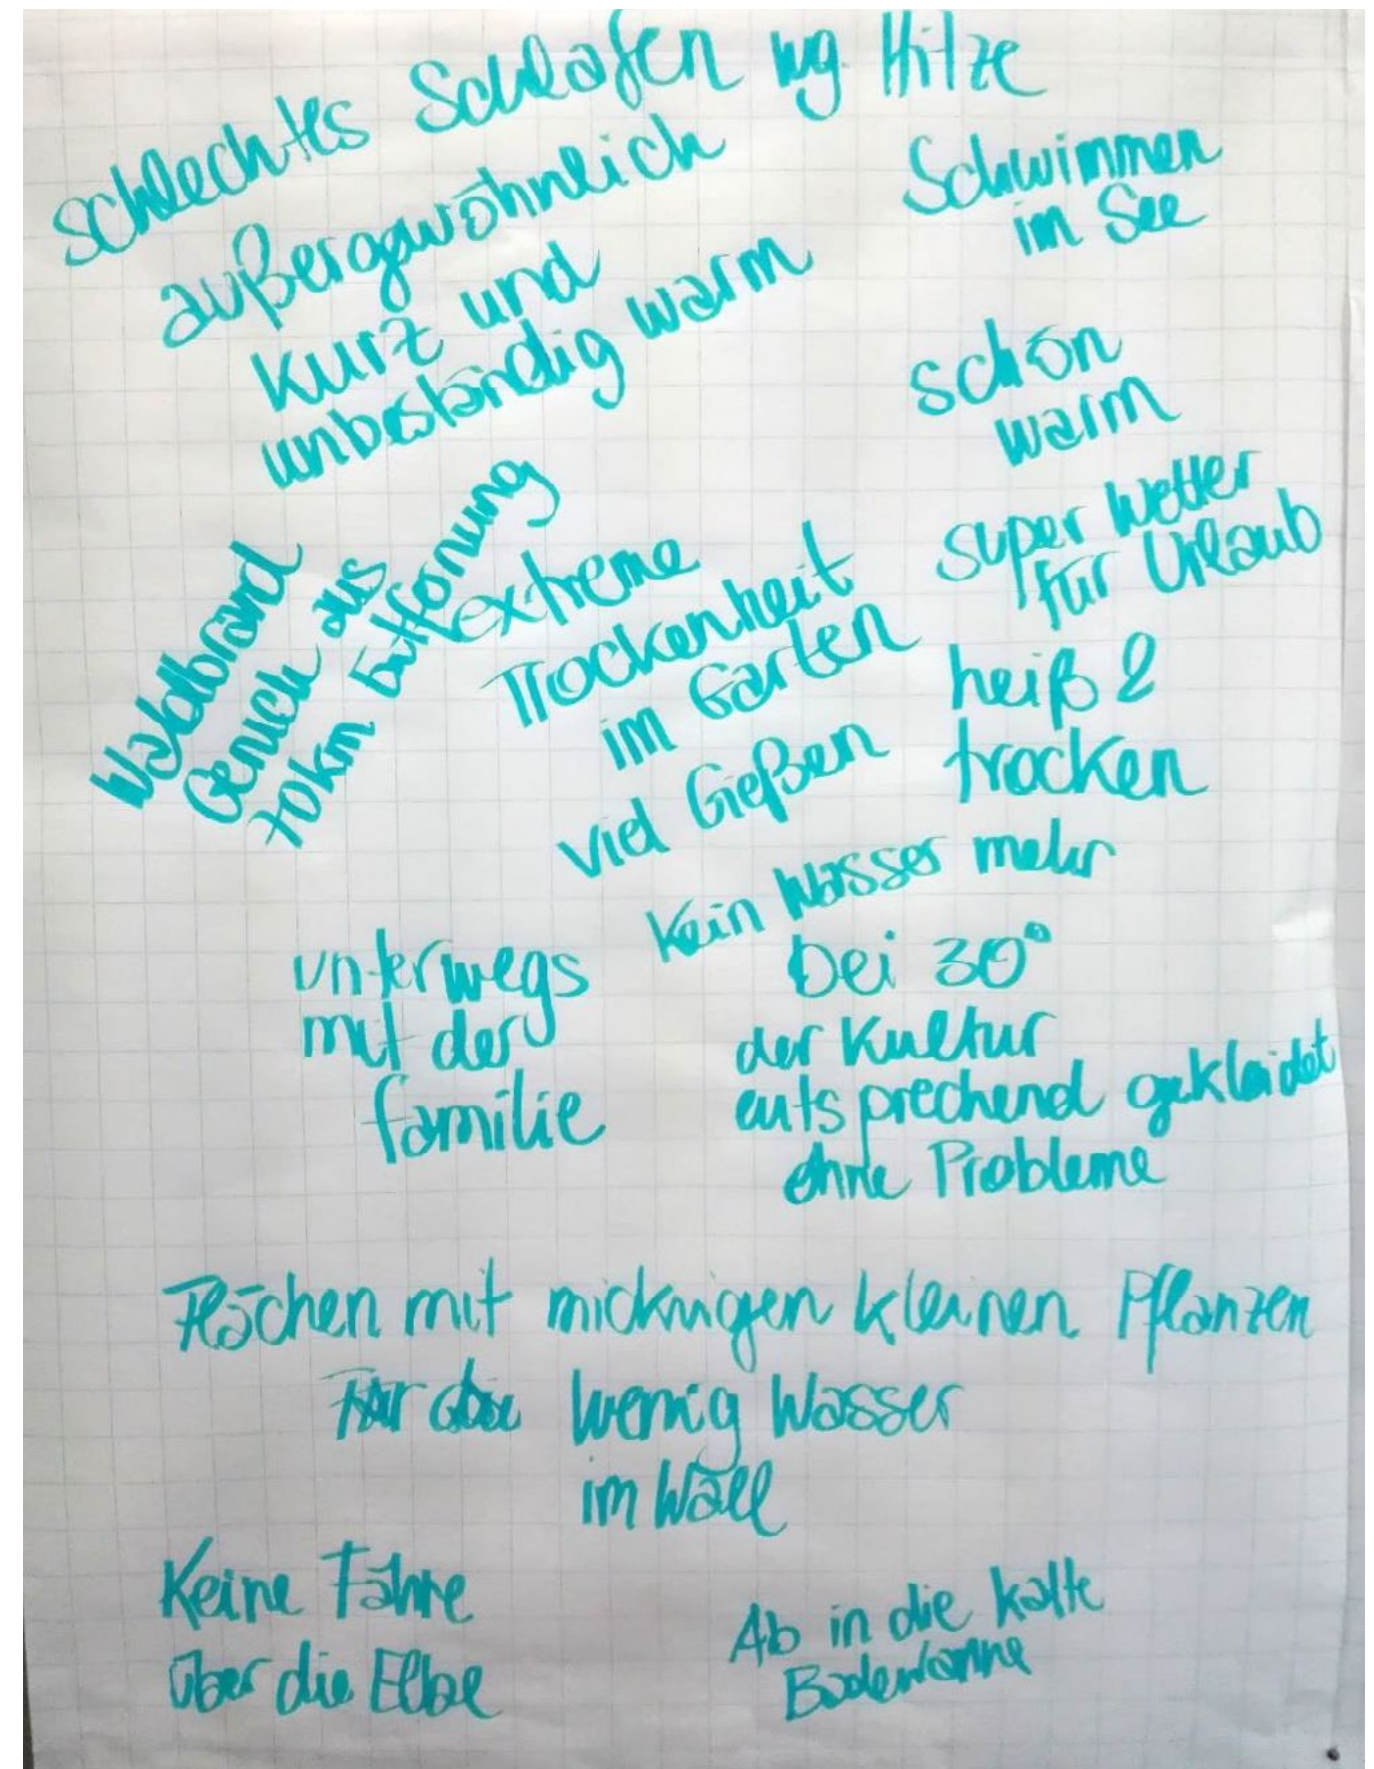 Schlechtes Schlafen wg. Hitze
außergewöhnlich
kurz und
unbeständig warm
Schwimmen
im See
schön
warm
super Wetter
für Urlaub
Waldbrand
Geruch aus
70km Entfernung
extreme
Trockenheit
im Garten
viel Gießen
heiß &
trocken
Kein Wasser mehr
unterwegs
mit der
familie
bei 30°
der Kultur
entsprechend gekleidet
ohne Probleme
Flächen mit mickrigen kleinen Pflanzen
wenig Wasser
im Wall
Keine Fähre
über die Elbe
Ab in die kalte
Badewanne